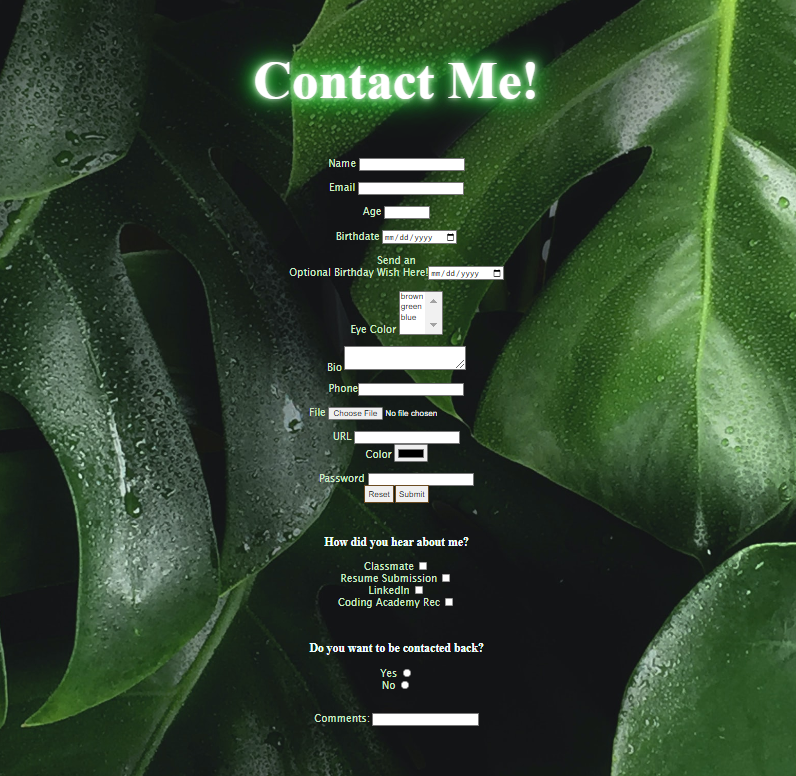 Contact Me!
Name
Email
Age
Birthdate mm/dd/yyyy
Send an
Optional Birthday Wish Here! mm/dd/yyyy
brown
green
blue
Eye Color
Bio
Phone
File Choose File No file chosen
URL
Color
Password
Reset Submit
How did you hear about me?
Classmate
Resume Submission
LinkedIn
Coding Academy Rec
Do you want to be contacted back?
Yes
No
Comments: